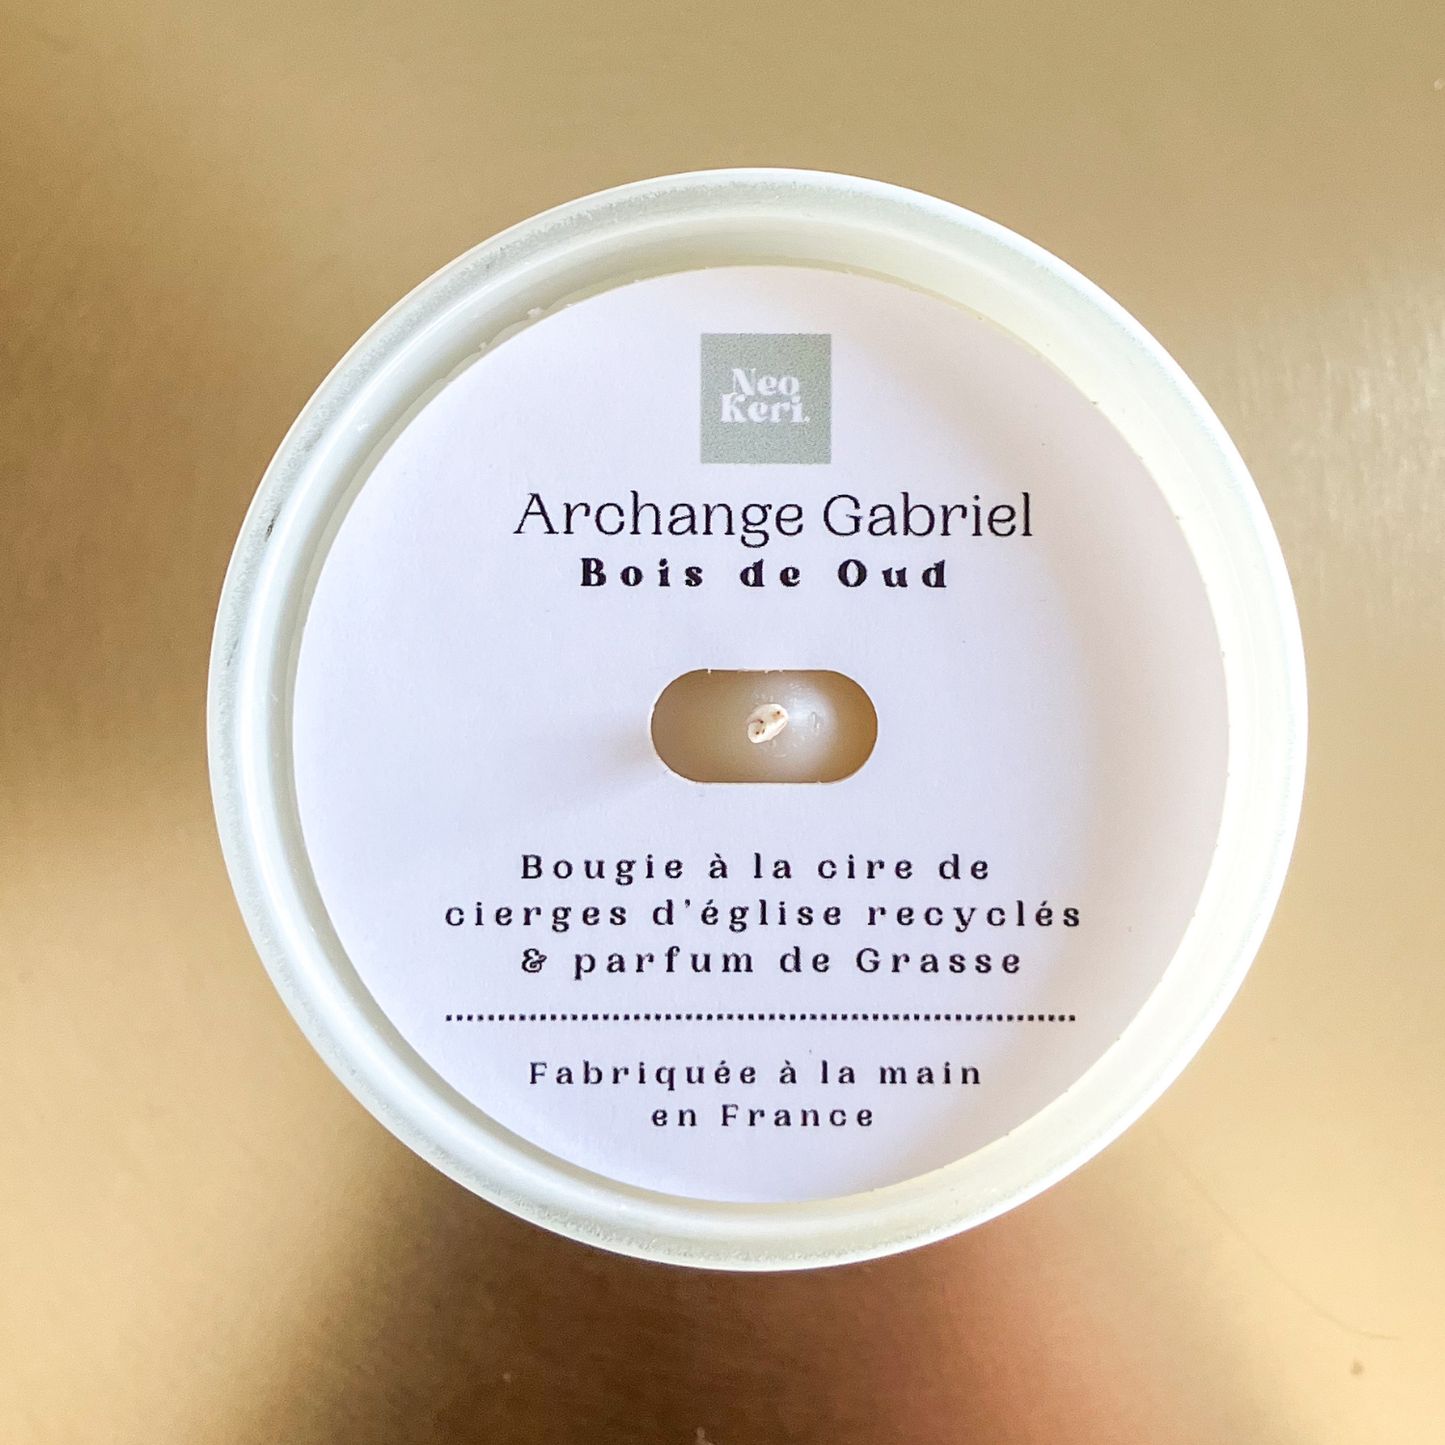 Neo
Keri.
Archange Gabriel
Bois de Oud
Bougie à la cire de
cierges d'église recyclés
& parfum de Grasse
Fabriquée à la main
en France